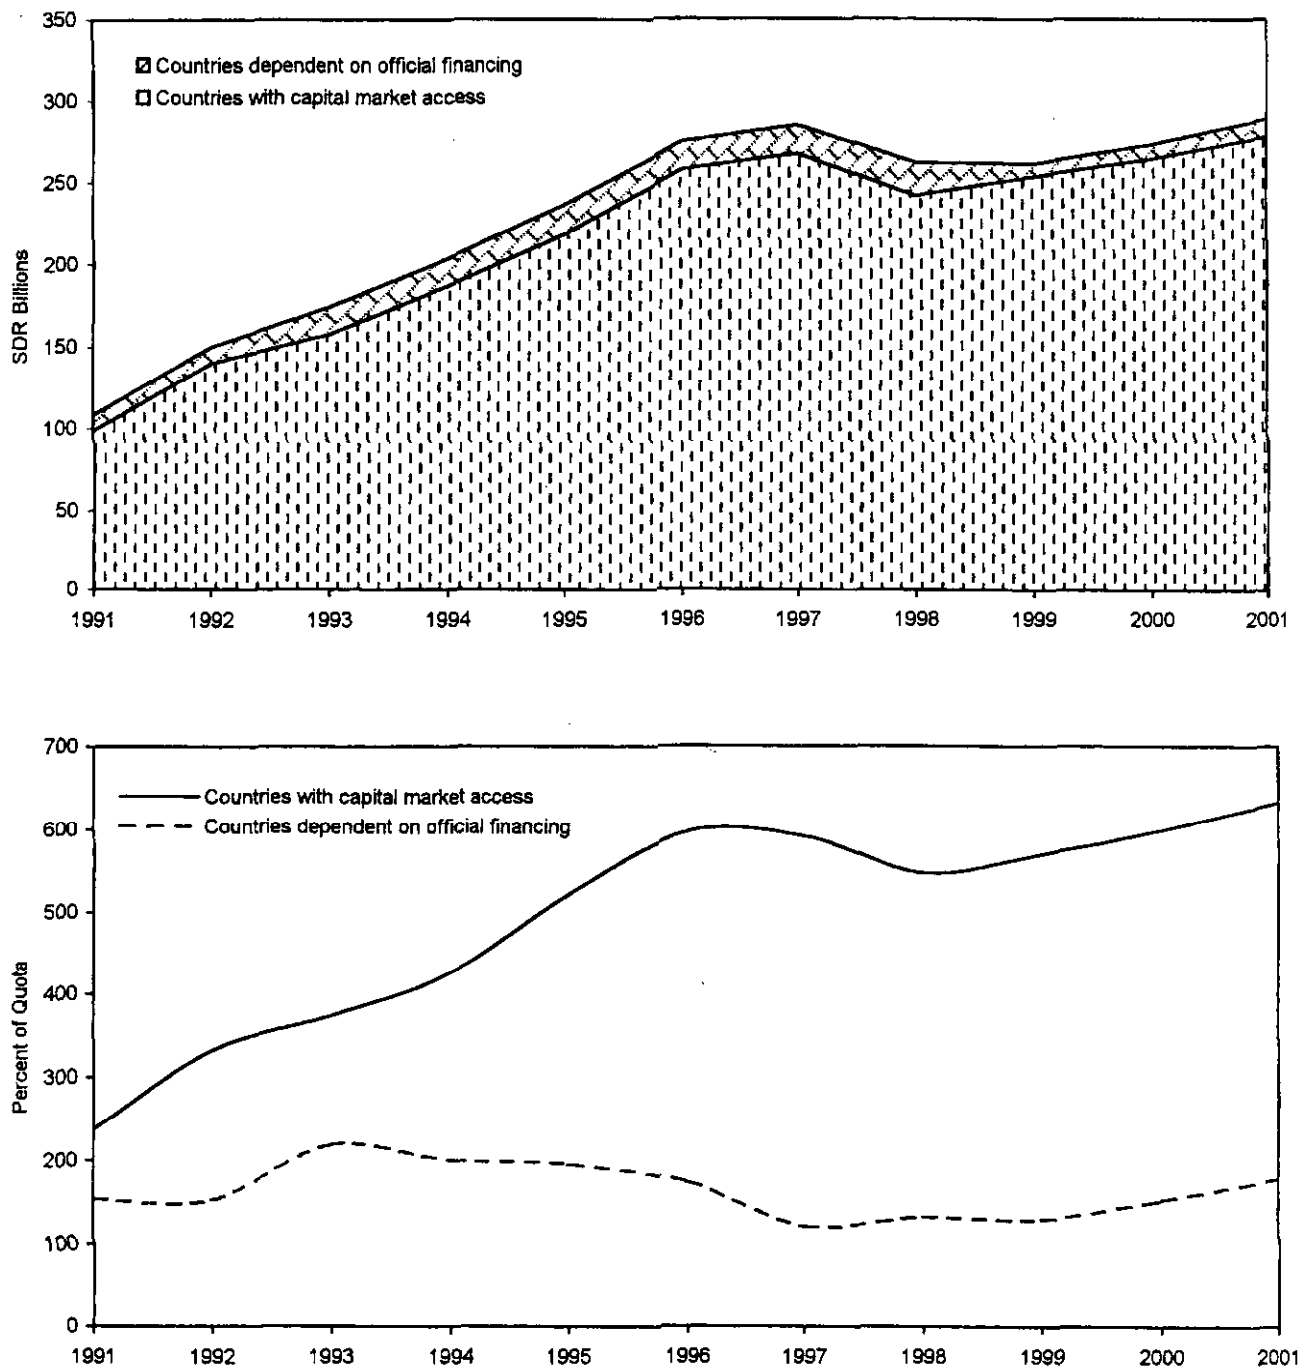 350
300
250
200
150
100
50
0
SDR Billions
Countries dependent on official financing
Countries with capital market access
1991 1992 1993 1994 1995 1996 1997 1998 1999 2000 2001
700
600
500
400
300
200
100
0
Percent of Quota
Countries with capital market access
Countries dependent on official financing
1991 1992 1993 1994 1995 1996 1997 1998 1999 2000 2001